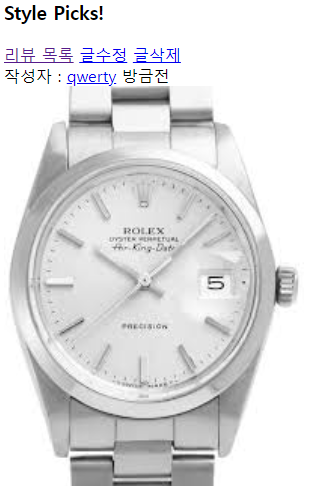 Style Picks!
리뷰 목록 글수정 글삭제
작성자 : qwerty 방금전
ROLEX
OYSTER PERPETUAL
Air-King-Date
5
PRECISION